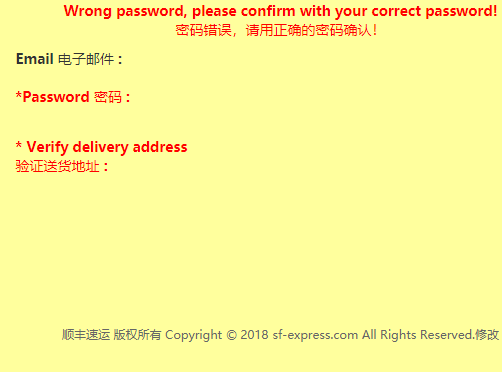 Wrong password, please confirm with your correct password!
密码错误，请用正确的密码确认！
Email 电子邮件 :
*Password 密码 :
* Verify delivery address
验证送货地址 :
顺丰速运 版权所有 Copyright © 2018 sf-express.com All Rights Reserved.修改